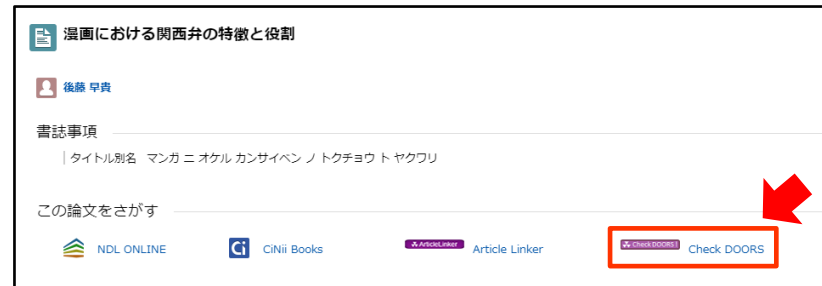 漫画における関西弁の特徴と役割
後藤 早貴
書誌事項
タイトル別名 マンガ ニ オケル カンサイベン ノ トクチョウ ト ヤクワリ
この論文をさがす
NDL ONLINE Ci CiNii Books ArticleLinker Article Linker Check DOORS! Check DOORS